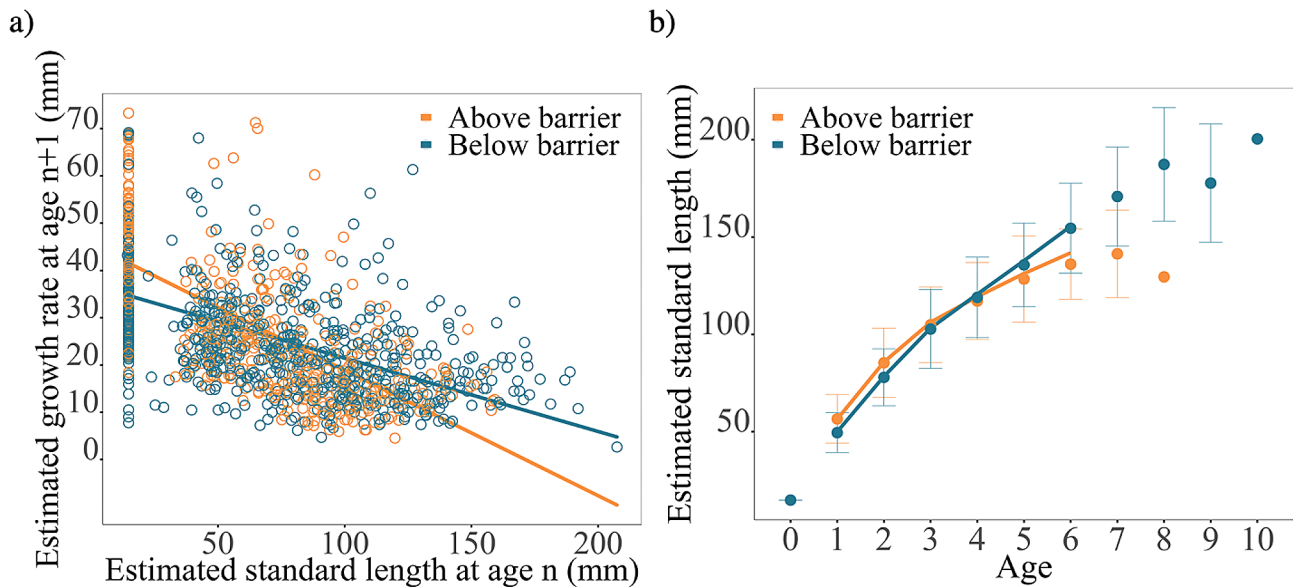 a)
Estimated growth rate at age n+1 (mm)
70
60
50
40
30
20
10
0
Above barrier
Below barrier
50
100
150
200
Estimated standard length at age n (mm)
b)
Estimated standard length (mm)
200
150
100
50
Above barrier
Below barrier
0 1 2 3 4 5 6 7 8 9 10
Age